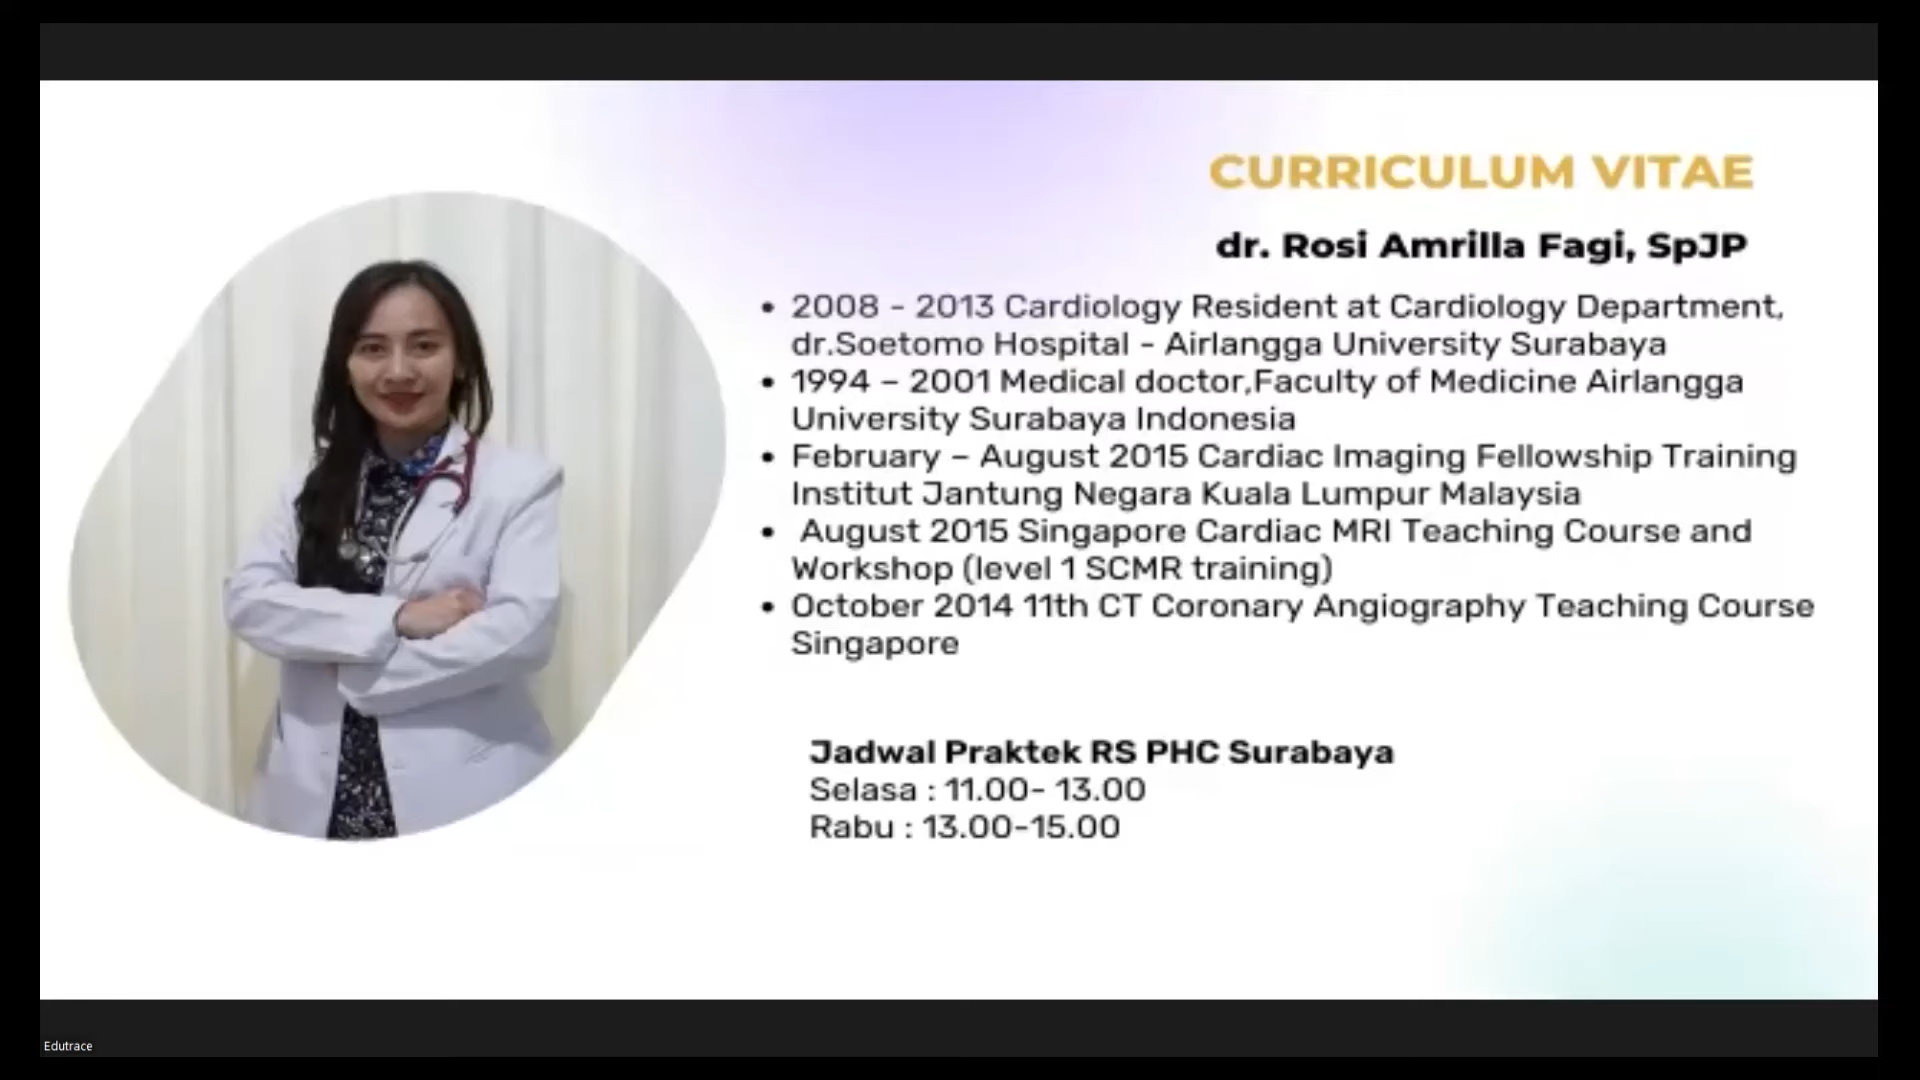 CURRICULUM VITAE
dr. Rosi Amrilla Fagi, SpJP
• 2008 - 2013 Cardiology Resident at Cardiology Department,
dr.Soetomo Hospital - Airlangga University Surabaya
• 1994 – 2001 Medical doctor,Faculty of Medicine Airlangga
University Surabaya Indonesia
• February – August 2015 Cardiac Imaging Fellowship Training
Institut Jantung Negara Kuala Lumpur Malaysia
• August 2015 Singapore Cardiac MRI Teaching Course and
Workshop (level 1 SCMR training)
• October 2014 11th CT Coronary Angiography Teaching Course
Singapore
Jadwal Praktek RS PHC Surabaya
Selasa : 11.00- 13.00
Rabu : 13.00-15.00
Edutrace